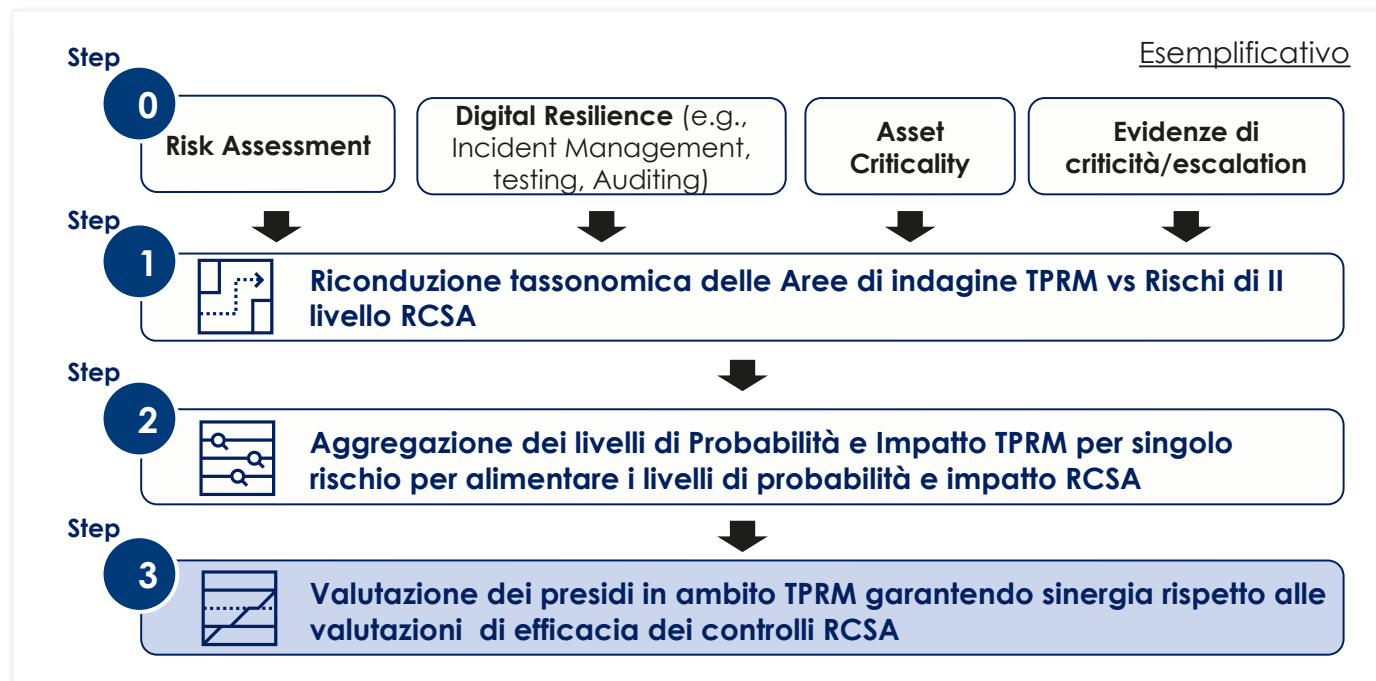 Esemplificativo
Step
0
Risk Assessment
Digital Resilience (e.g.,
Incident Management,
testing, Auditing)
Asset
Criticality
Evidenze di
criticità/escalation
Step
1
Riconduzione tassonomica delle Aree di indagine TPRM vs Rischi di II
livello RCSA
Step
2
Aggregazione dei livelli di Probabilità e Impatto TPRM per singolo
rischio per alimentare i livelli di probabilità e impatto RCSA
Step
3
Valutazione dei presidi in ambito TPRM garantendo sinergia rispetto alle
valutazioni  di efficacia dei controlli RCSA